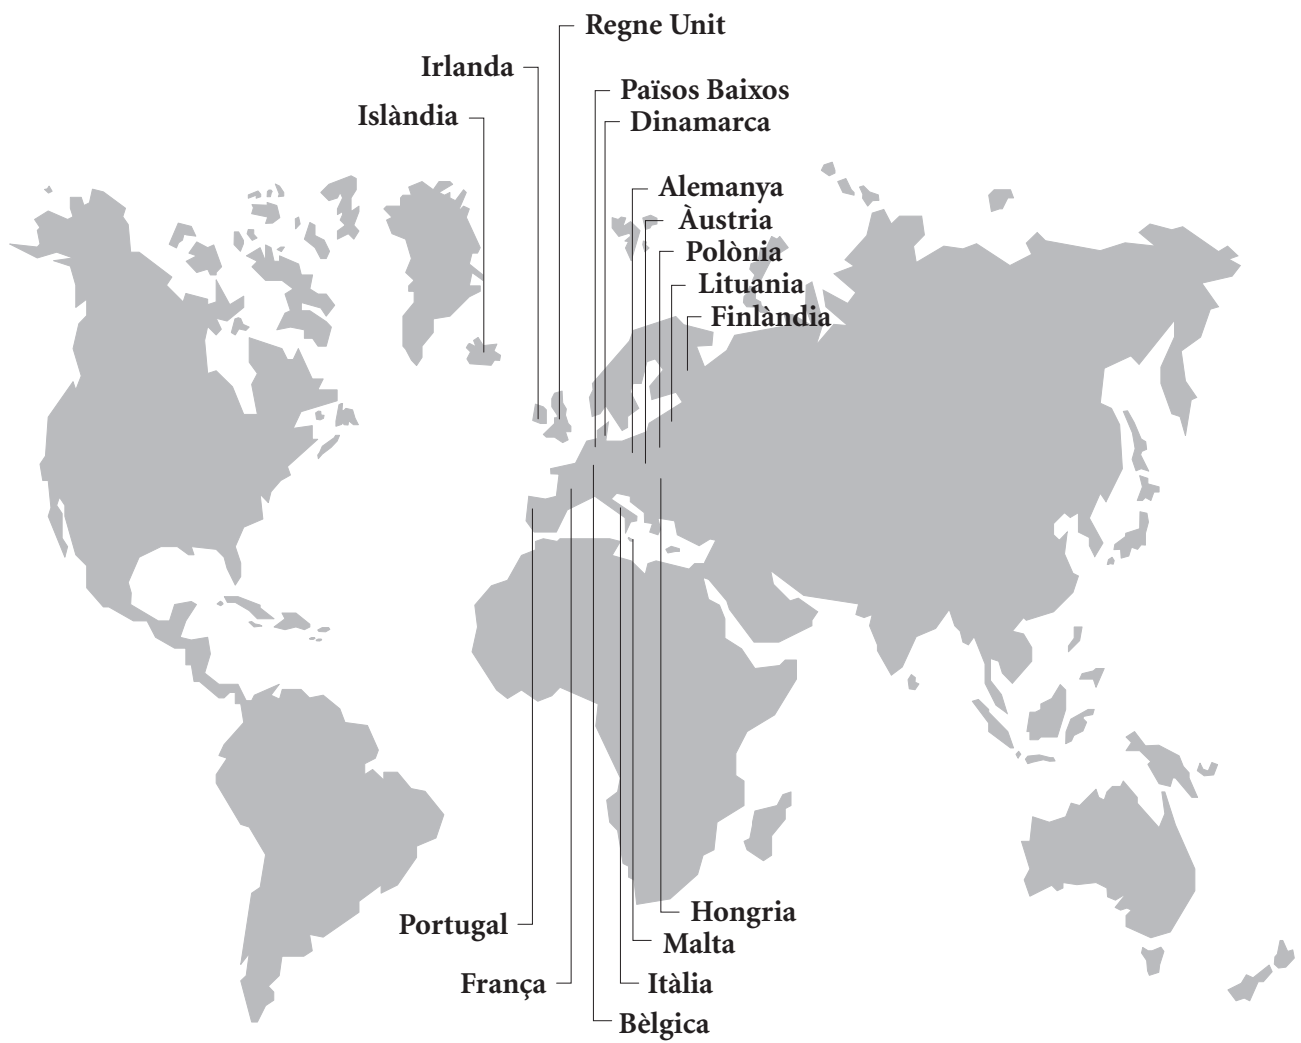 Regne Unit
Irlanda
Països Baixos
Islàndia
Dinamarca
Alemanya
Àustria
Polònia
Lituania
Finlàndia
Hongria
Portugal
Malta
França
Itàlia
Bèlgica